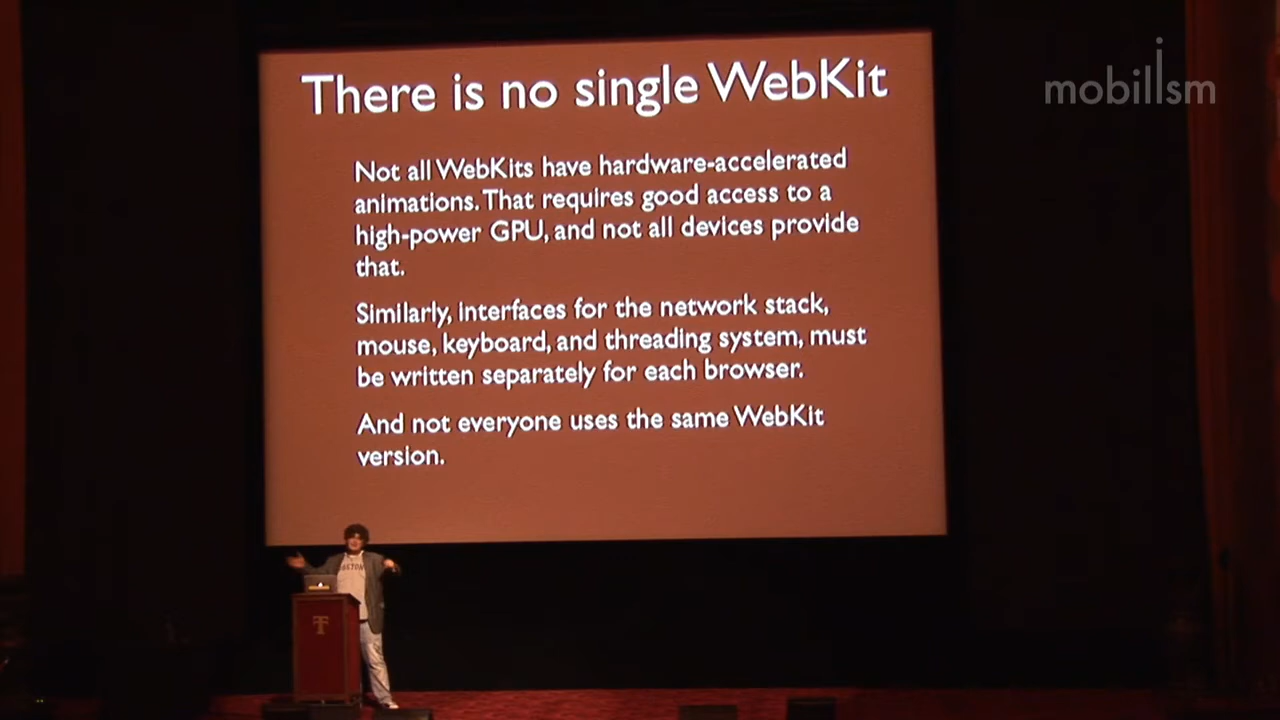 There is no single WebKit
mobilism
Not all WebKits have hardware-accelerated
animations. That requires good access to a
high-power GPU, and not all devices provide
that.
Similarly, interfaces for the network stack,
mouse, keyboard, and threading system, must
be written separately for each browser.
And not everyone uses the same WebKit
version.